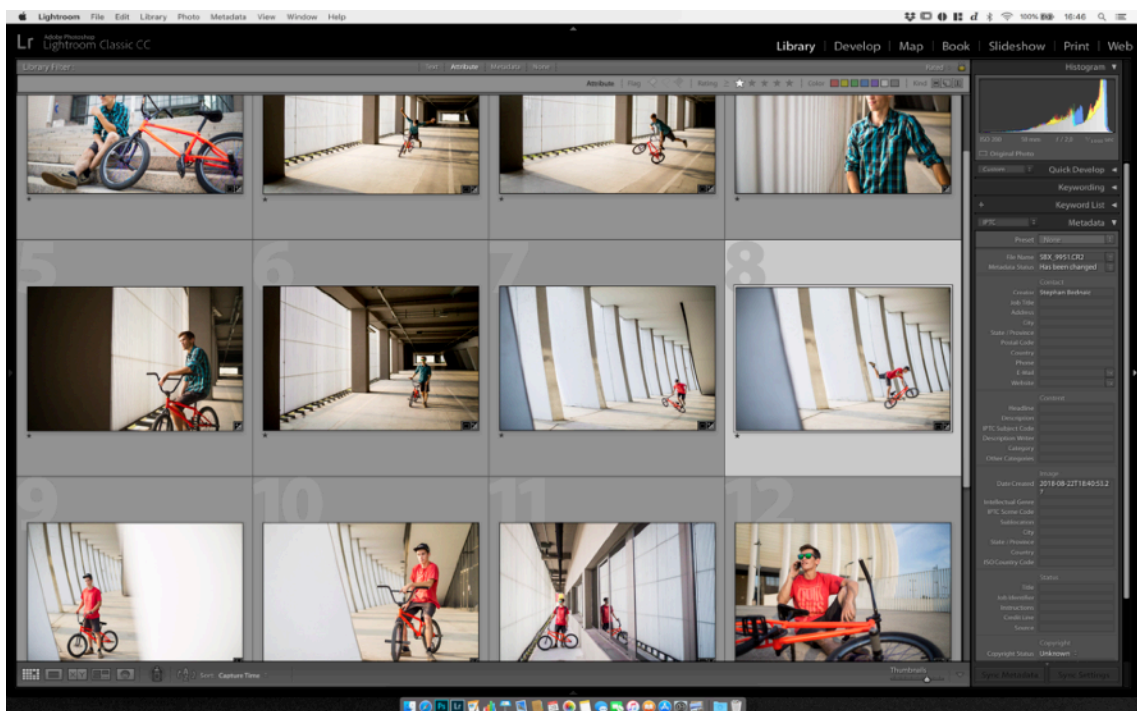 Lightroom File Edit Library Photo Metadata View Window Help
100% 16:46
Lr Adobe Photoshop
Lightroom Classic CC
Library | Develop | Map | Book | Slideshow | Print | Web
Library Filter : Text Attribute Metadata None Rated
Histogram
Attribute | Flag | Rating ≥ ★ ★ ★ ★ ★ | Color | Kind
ISO 200
Original Photo
Custom Quick Develop
Keywording
+ Keyword List
IPTC Metadata
Preset None
5 6 7 8
File Name SBX_9951.CR2
Metadata Status Has been changed
Contact
Creator Stephan Bednaic
Job Title
Address
City
State / Province
Postal Code
Country
Phone
E-Mail
Website
Content
Headline
Description
IPTC Subject Code
Description Writer
Category
Other Categories
9 10 11 12
Image
Date Created 2018-08-22T18:40:53.2
7
Intellectual Genre
IPTC Scene Code
Sublocation
City
State / Province
Country
ISO Country Code
Status
Title
Job Identifier
Instructions
Credit Line
Source
Copyright
Copyright Status Unknown
Sort: Capture Time
Thumbnails
Sync Metadata Sync Settings